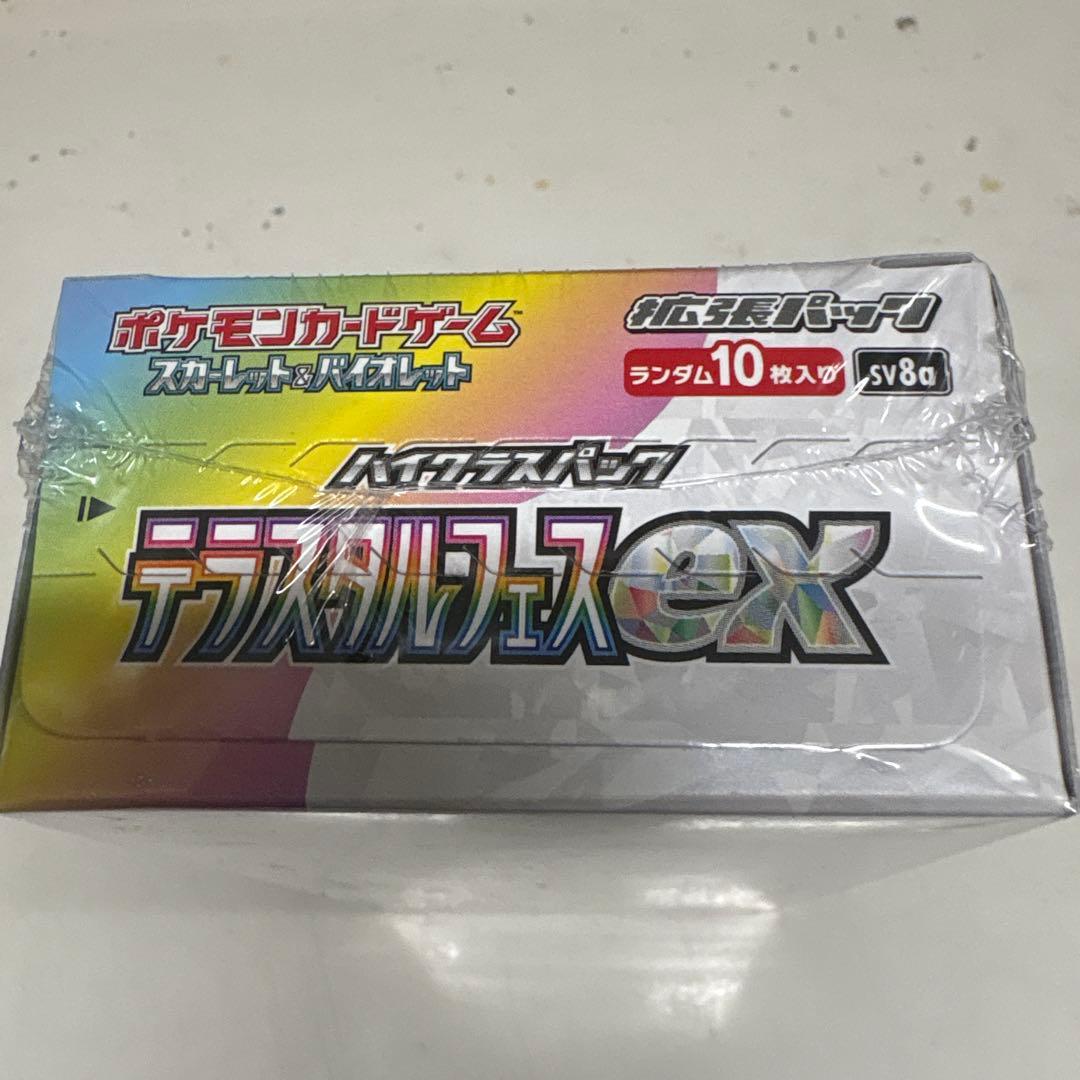 ポケモンカードゲーム™
スカーレット&バイオレット
拡張パック
ランダム10枚入り
SV8a
ハイクラスパック
テラスタルフェスex